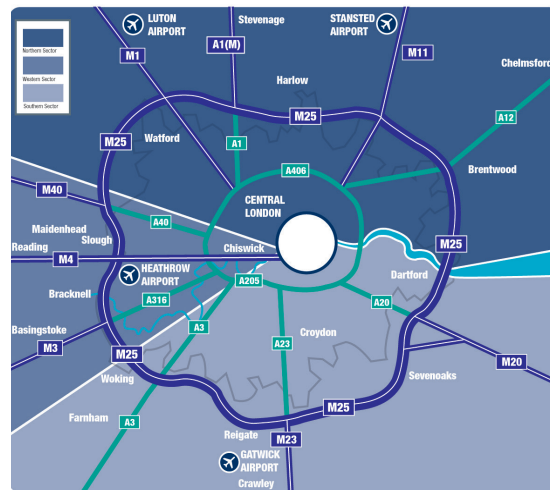 LUTON
AIRPORT
Stevenage
STANSTED
AIRPORT
Northern Sector
Western Sector
Southern Sector
M1
A1(M)
M11
Chelmsford
Harlow
M25
A12
Watford
M25
A1
Brentwood
A406
M40
CENTRAL
LONDON
A40
Maidenhead
Slough
Chiswick
M25
Reading
M4
HEATHROW
AIRPORT
Dartford
A205
Bracknell
A316
A20
A3
Basingstoke
Croydon
A23
M3
M25
M20
Woking
Sevenoaks
M25
Farnham
A3
Reigate
M23
GATWICK
AIRPORT
Crawley